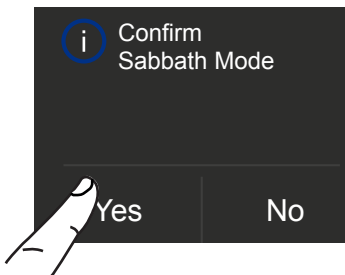 i
Confirm
Sabbath Mode
Yes No